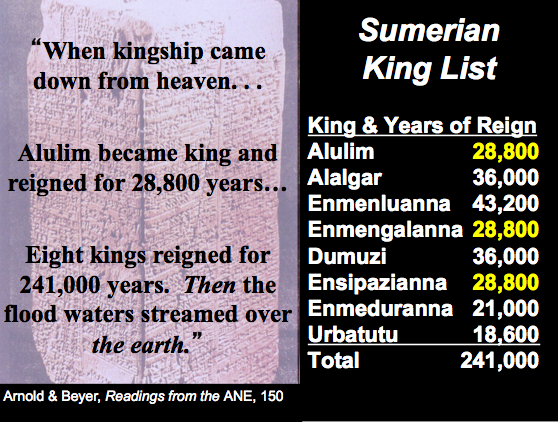 “When kingship came
down from heaven. . .
Alulim became king and
reigned for 28,800 years…
Eight kings reigned for
241,000 years. Then the
flood waters streamed over
the earth.”
Arnold & Beyer, Readings from the ANE, 150
Sumerian
King List
King & Years of Reign
Alulim 28,800
Alalgar 36,000
Enmenluanna 43,200
Enmengalanna 28,800
Dumuzi 36,000
Ensipazianna 28,800
Enmeduranna 21,000
Urbatutu 18,600
Total 241,000